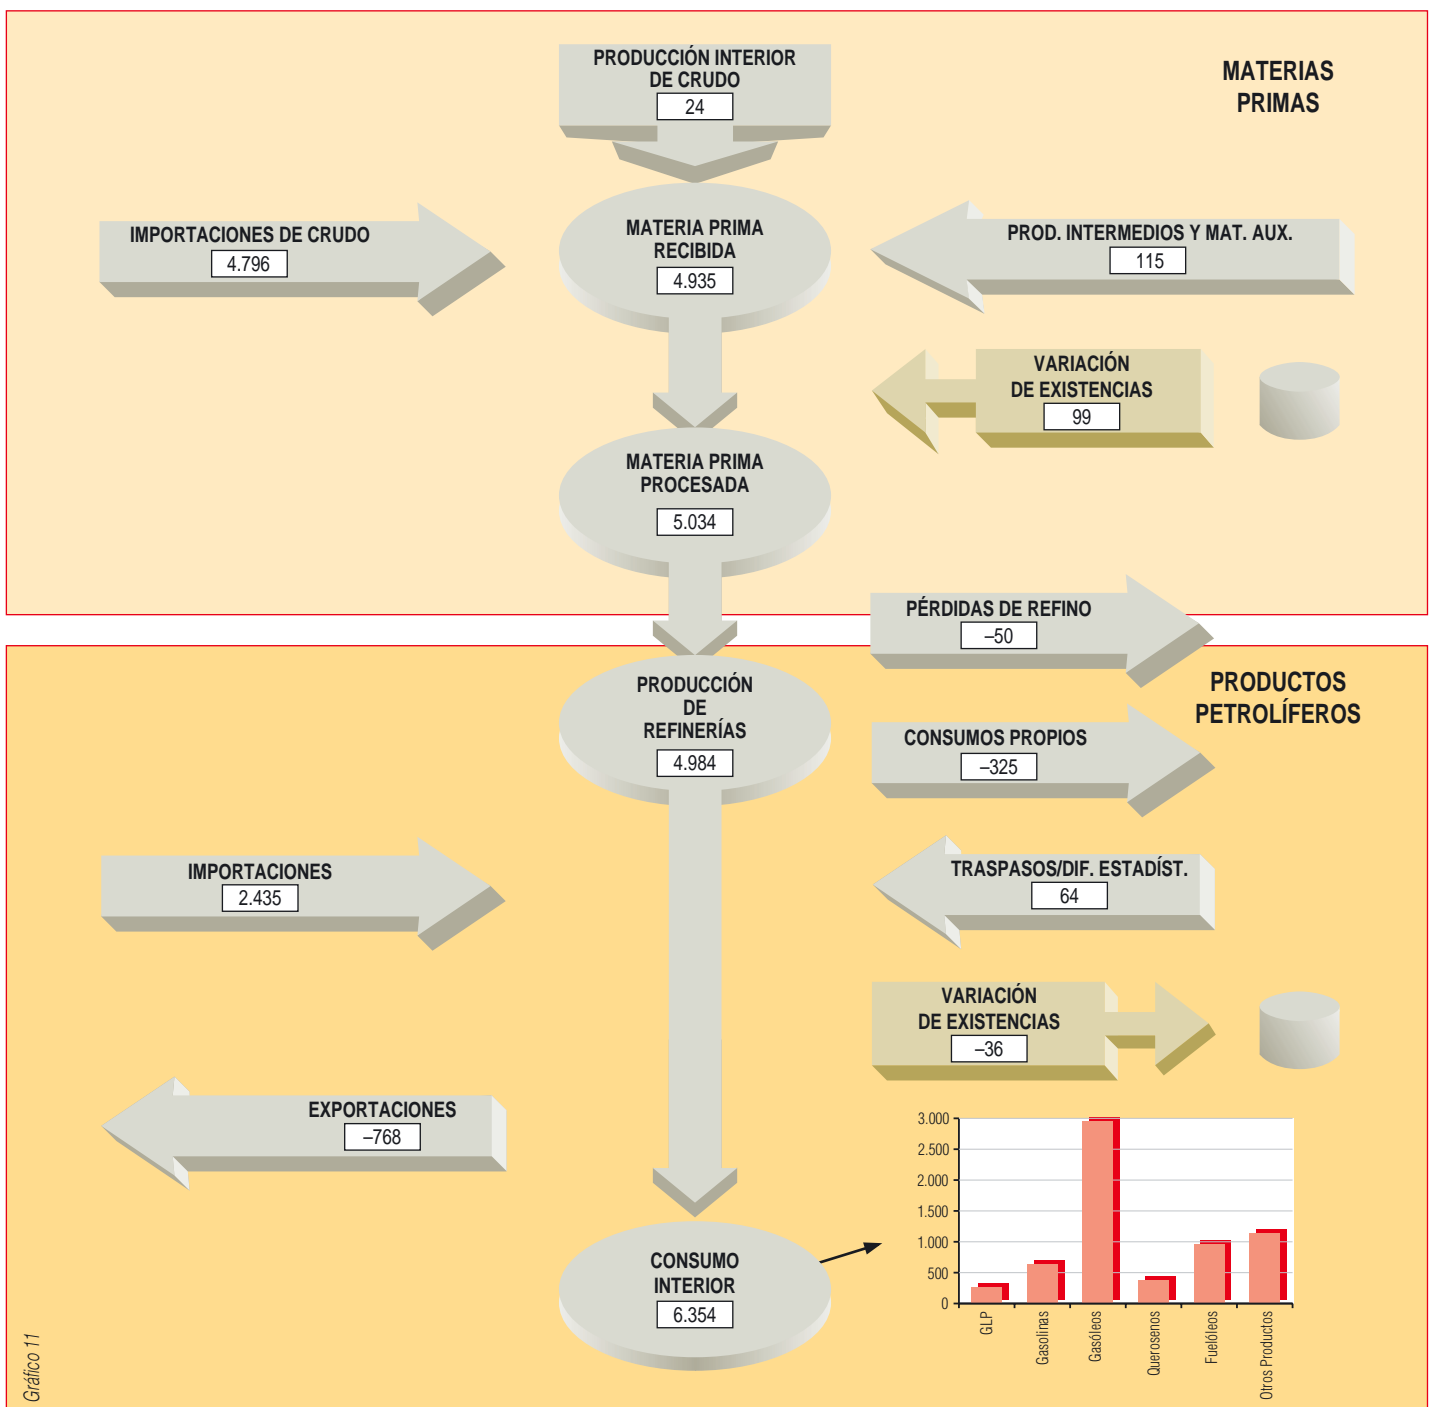 PRODUCCIÓN INTERIOR
DE CRUDO
24
MATERIAS
PRIMAS
IMPORTACIONES DE CRUDO
4.796
MATERIA PRIMA
RECIBIDA
4.935
PROD. INTERMEDIOS Y MAT. AUX.
115
VARIACIÓN
DE EXISTENCIAS
99
MATERIA PRIMA
PROCESADA
5.034
PÉRDIDAS DE REFINO
–50
PRODUCTOS
PETROLÍFEROS
PRODUCCIÓN
DE
REFINERÍAS
4.984
CONSUMOS PROPIOS
–325
IMPORTACIONES
2.435
TRASPASOS/DIF. ESTADÍST.
64
VARIACIÓN
DE EXISTENCIAS
–36
EXPORTACIONES
–768
CONSUMO
INTERIOR
6.354
3.000
2.500
2.000
1.500
1.000
500
0
GLP
Gasolinas
Gasóleos
Querosenos
Fuelóleos
Otros Productos
Gráfico 11